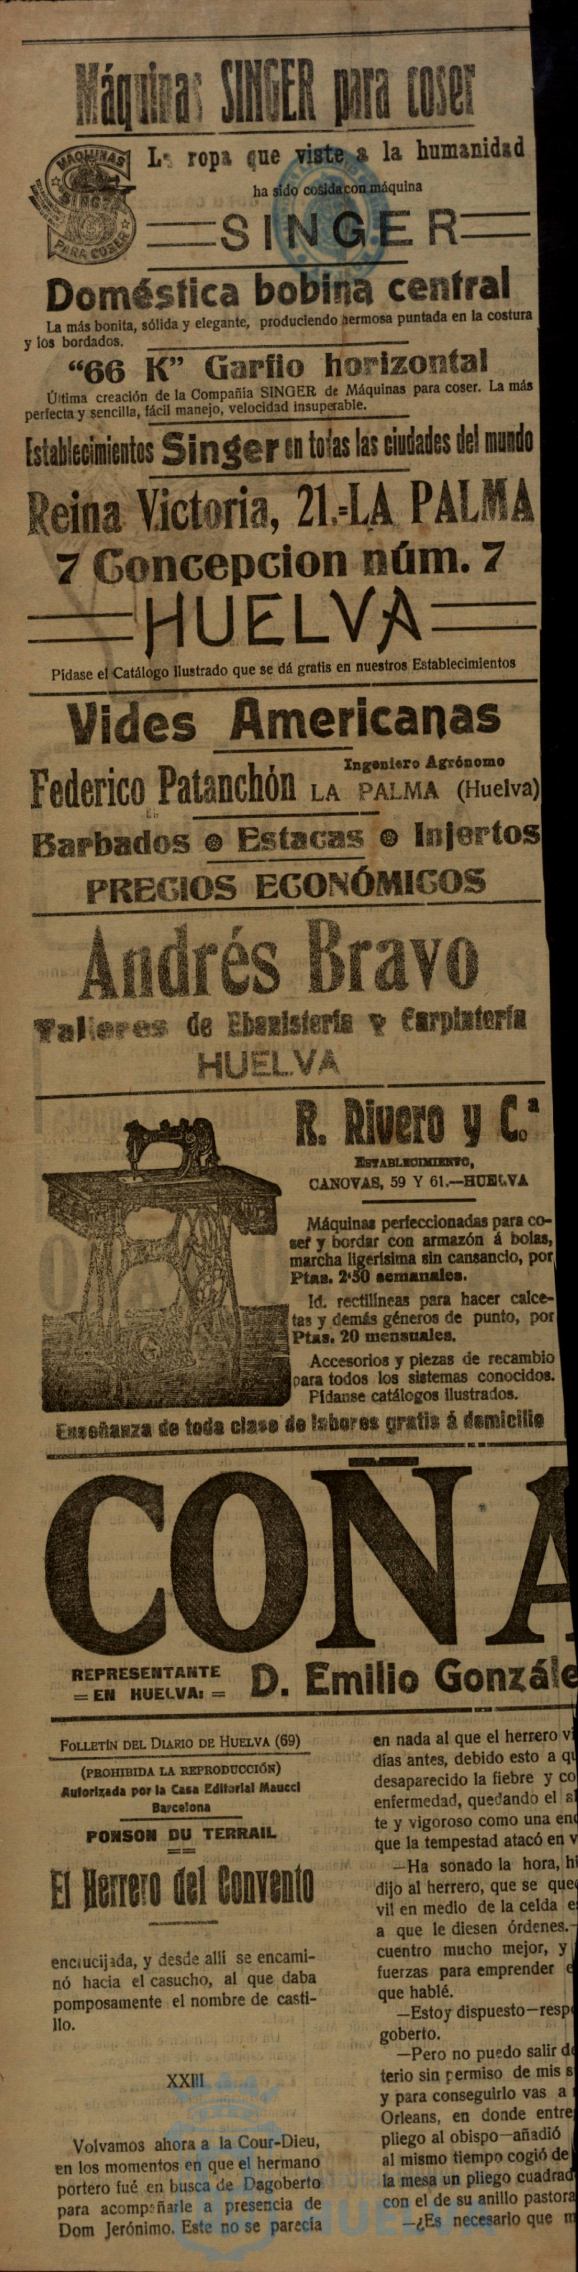 Máquinas SINGER para coser
MAQUINAS
SINGER
PARA COSER
La ropa que viste a la humanidad
ha sido cosida con máquina
SINGER
Doméstica bobina central
La más bonita, sólida y elegante, produciendo hermosa puntada en la costura
y los bordados.
"66 K" Garfio horizontal
Última creación de la Compañía SINGER de Máquinas para coser. La más
perfecta y sencilla, fácil manejo, velocidad insuperable.
Establecimientos Singer en todas las ciudades del mundo
Reina Victoria, 21.=LA PALMA
7 Concepcion núm. 7
HUELVA
Pidase el Catálogo Ilustrado que se dá gratis en nuestros Establecimientos
Vides Americanas
Federico Patanchón
Ingeniero Agrónomo
LA PALMA (Huelva)
Barbados Estacas Injertos
PRECIOS ECONÓMICOS
Andrés Bravo
Talleres de Ebanistería y Carpintería
HUELVA
R. Rivero y C.ª
ESTABLECIMIENTO,
CANOVAS, 59 Y 61.—HUELVA
Máquinas perfeccionadas para co-
ser y bordar con armazón á bolas,
marcha ligerísima sin cansancio, por
Ptas. 2'50 semanales.
Id. rectilíneas para hacer calce-
tas y demás géneros de punto, por
Ptas. 20 mensuales.
Accesorios y piezas de recambio
para todos los sistemas conocidos.
Pídanse catálogos ilustrados.
Enseñanza de toda clase de labores gratis á domicilio
COÑA
REPRESENTANTE
= EN HUELVA: =
D. Emilio Gonzále
FOLLETÍN DEL DIARIO DE HUELVA (69)
(PROHIBIDA LA REPRODUCCIÓN)
Autorizada por la Casa Editorial Maucci
Barcelona
PONSON DU TERRAIL
El Herrero del Convento
encrucijada, y desde allí se encami-
nó hacia el casucho, al que daba
pomposamente el nombre de casti-
llo.
XXIII
Volvamos ahora a la Cour-Dieu,
en los momentos en que el hermano
portero fué en busca de Dagoberto
para acompañarle a presencia de
Dom Jerónimo. Este no se parecía
en nada al que el herrero vi
días antes, debido esto a qu
desaparecido la fiebre y co
enfermedad, quedando el al
te y vigoroso como una enc
que la tempestad atacó en v
—Ha sonado la hora, hi
dijo al herrero, que se que
vil en medio de la celda e
a que le diesen órdenes.—
cuentro mucho mejor, y
fuerzas para emprender e
que hablé.
—Estoy dispuesto—resp
goberto.
—Pero no puedo salir de
terio sin permiso de mis s
y para conseguirlo vas a
Orleans, en donde entre
pliego al obispo—añadió
al mismo tiempo cogió de
la mesa un pliego cuadrad
con el de su anillo pastora
—¿Es necesario que m
HUELVA